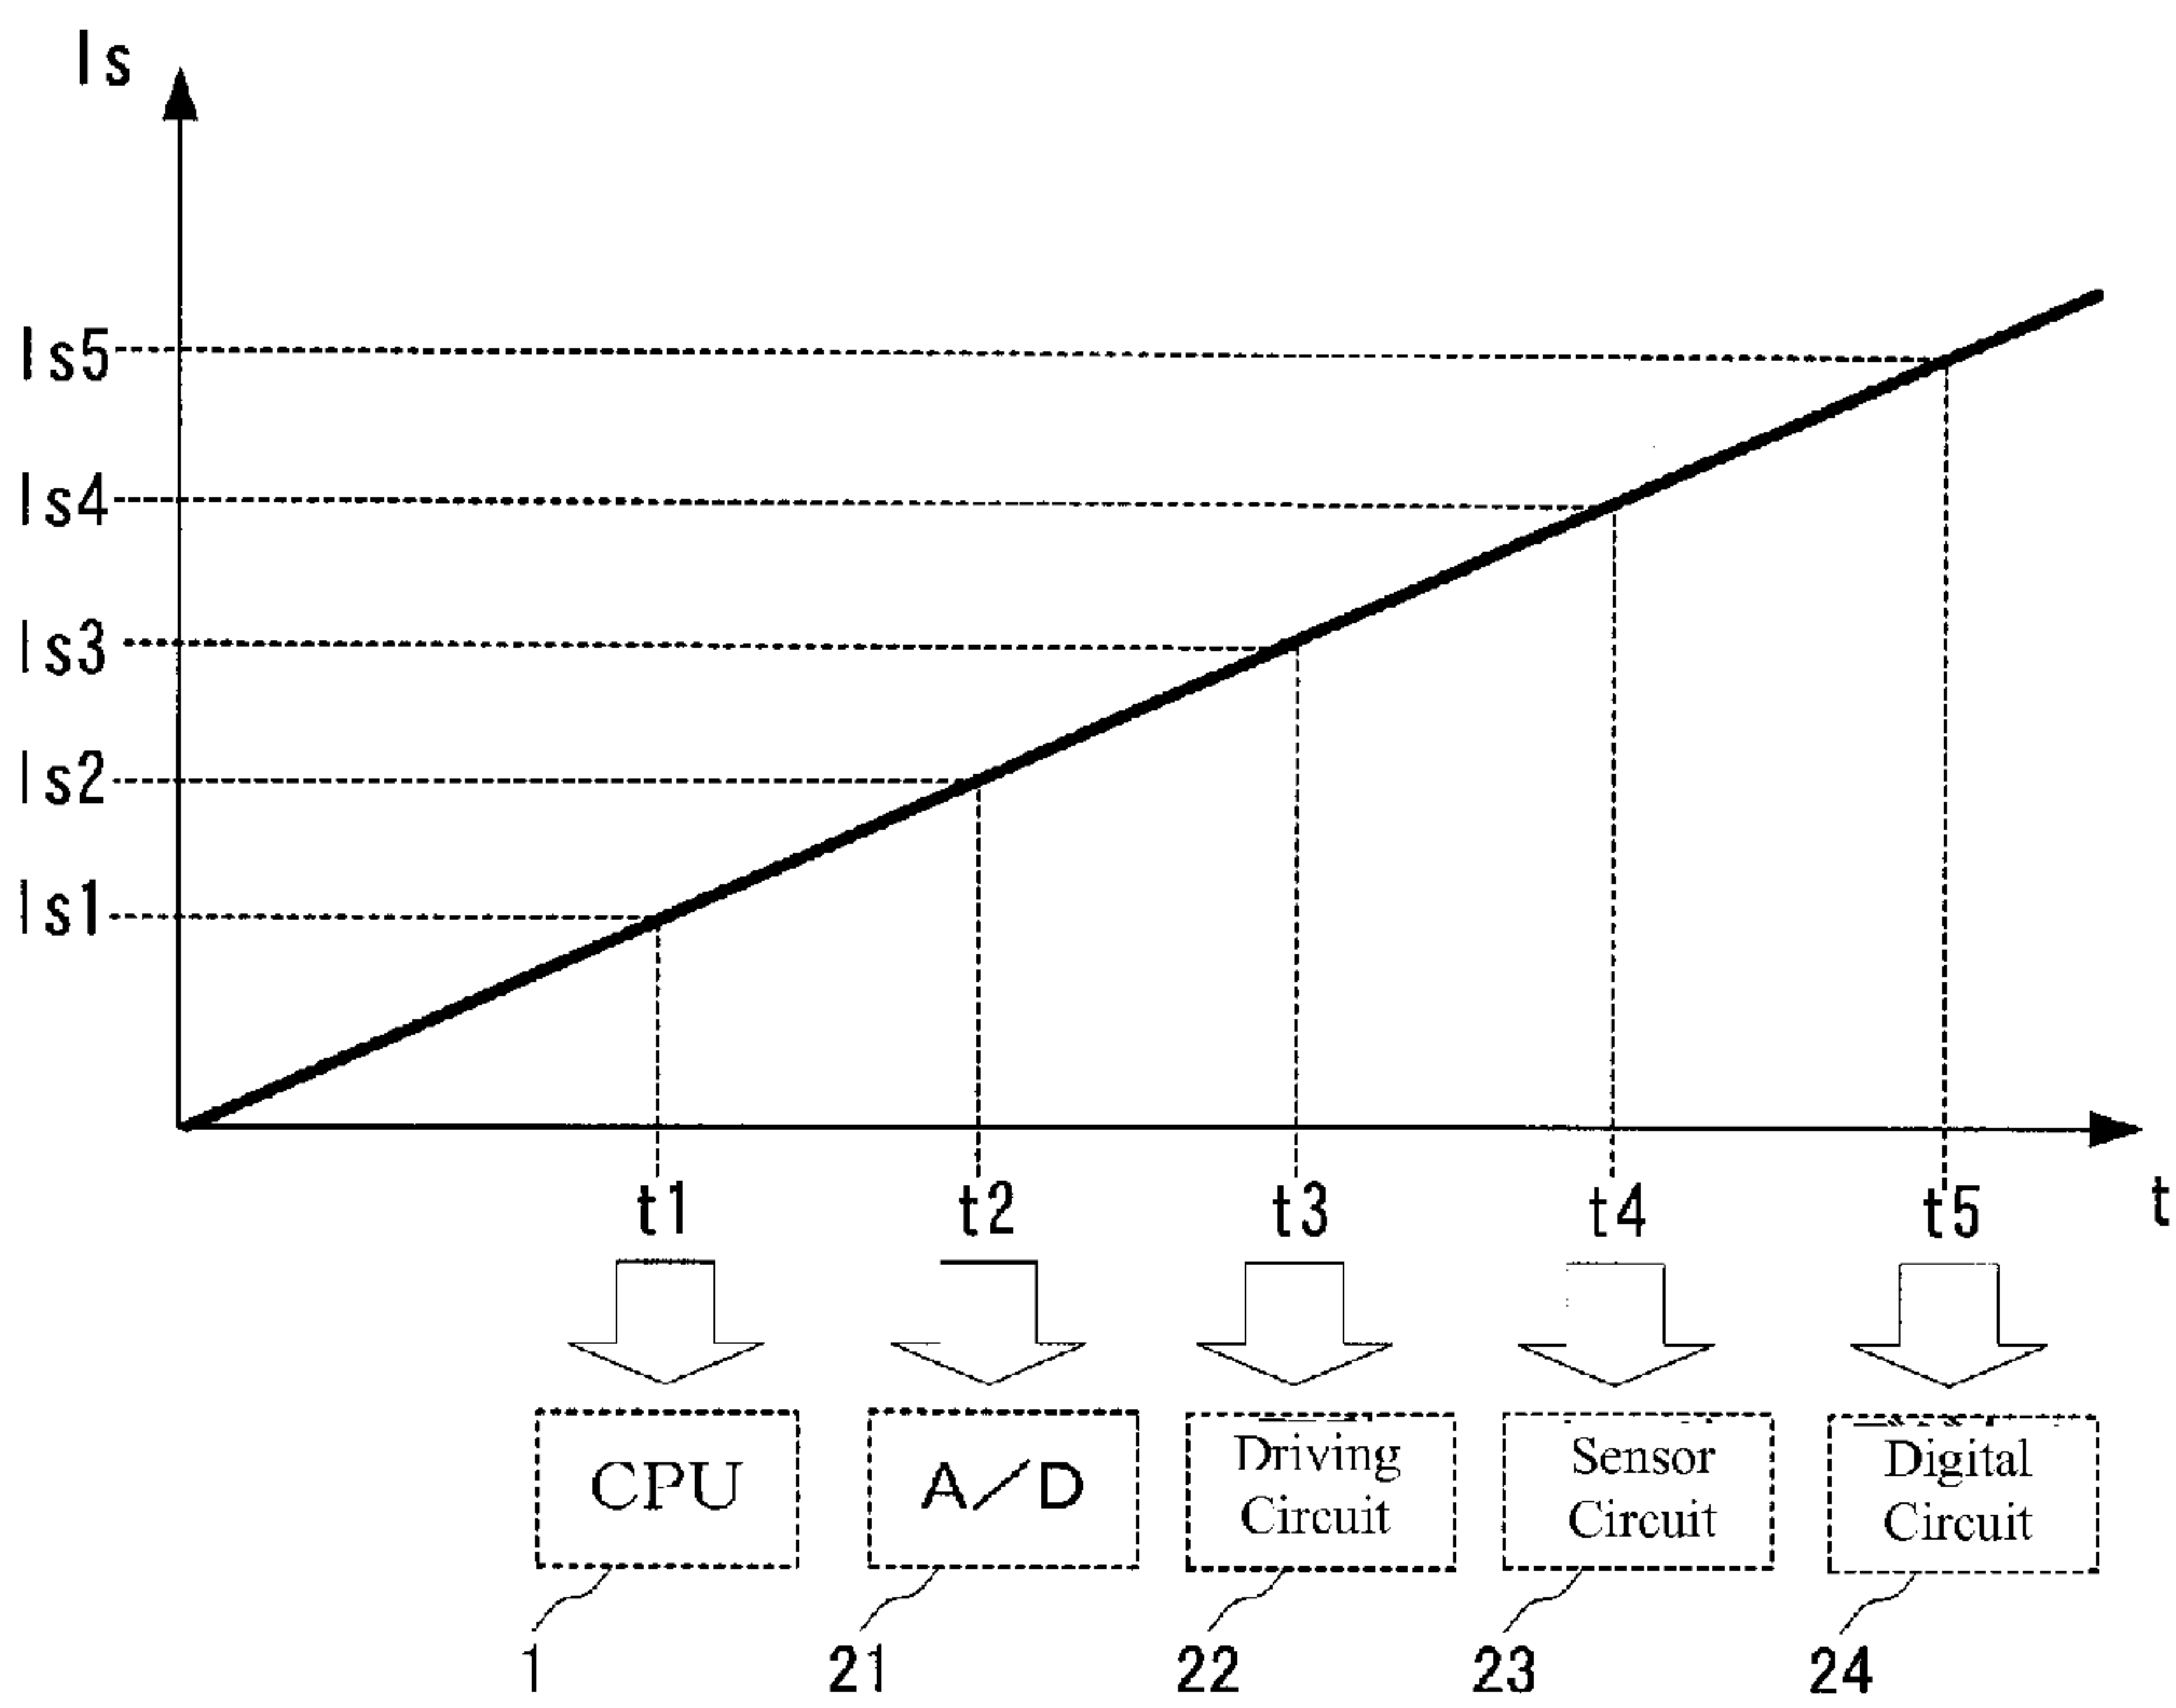 Is
Is5
Is4
Is3
Is2
Is1
t1 t2 t3 t4 t5 t
CPU A/D Driving Circuit Sensor Circuit Digital Circuit
1 21 22 23 24